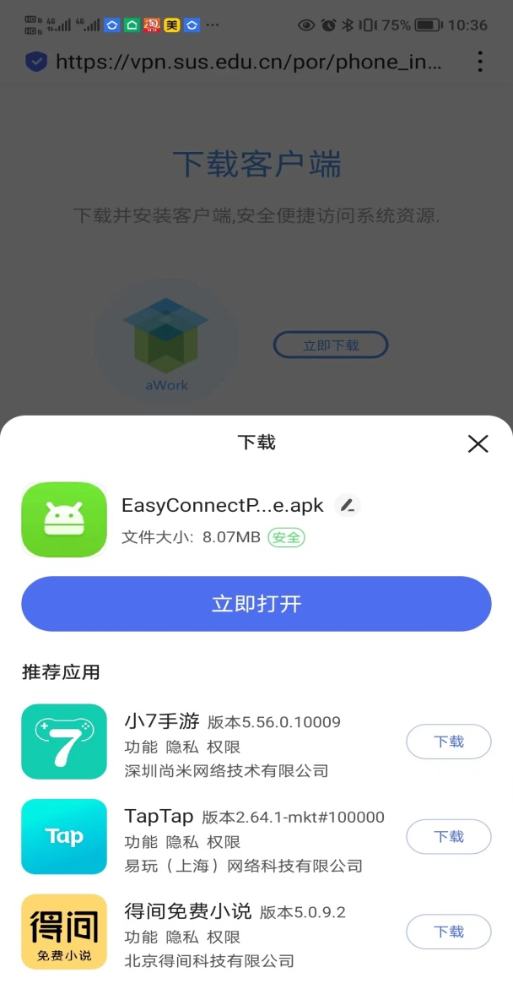 HD 4G 4G 美 ... 75% 10:36
https://vpn.sus.edu.cn/por/phone_in...
下载客户端
下载并安装客户端,安全便捷访问系统资源.
立即下载
aWork
下载
EasyConnectP...e.apk
文件大小: 8.07MB 安全
立即打开
推荐应用
7
小7手游 版本5.56.0.10009
功能 隐私 权限
深圳尚米网络技术有限公司
下载
Tap
TapTap 版本2.64.1-mkt#100000
功能 隐私 权限
易玩（上海）网络科技有限公司
下载
得间
免费小说
得间免费小说 版本5.0.9.2
功能 隐私 权限
北京得间科技有限公司
下载